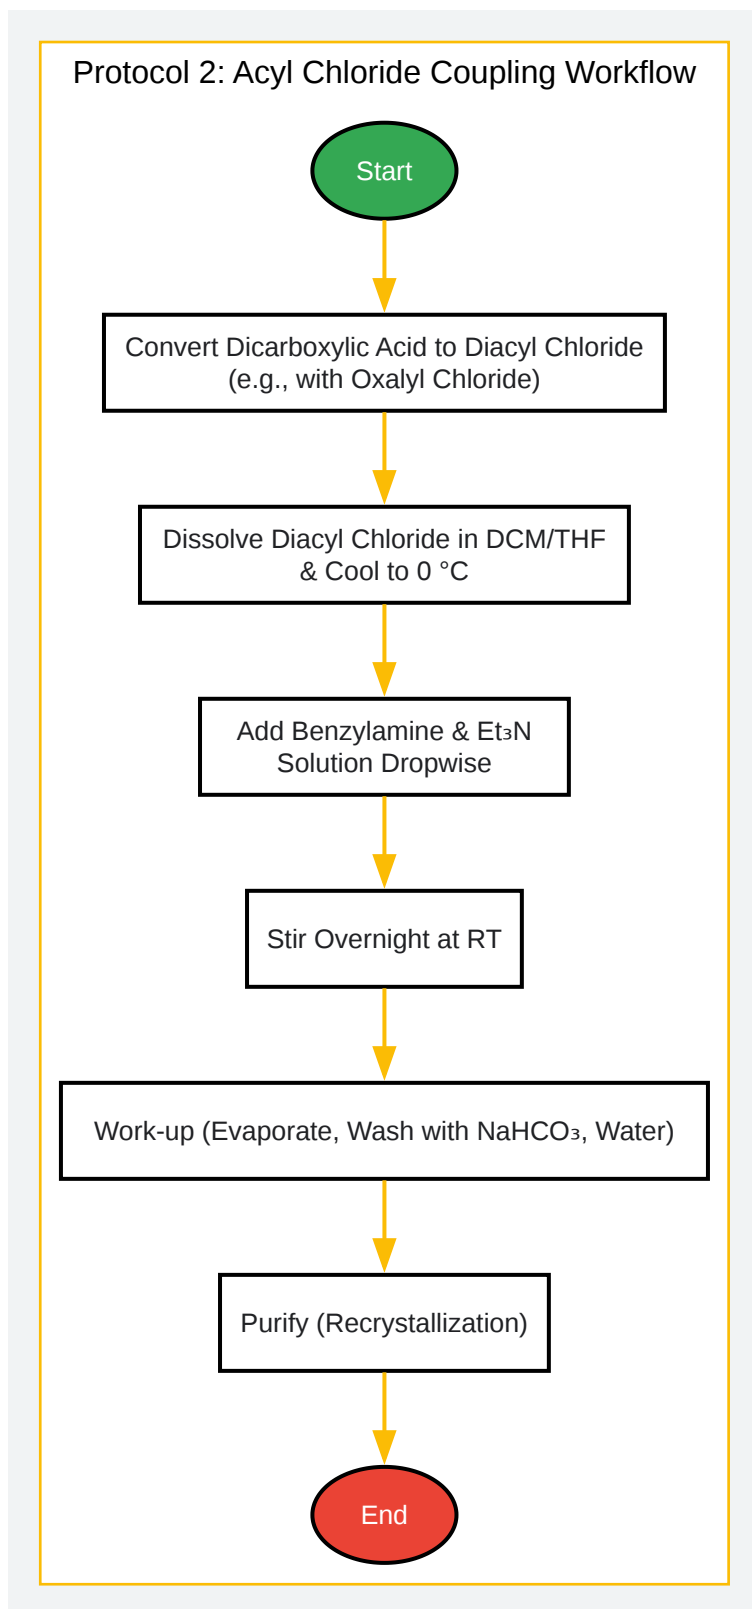 Protocol 2: Acyl Chloride Coupling Workflow
Start
Convert Dicarboxylic Acid to Diacyl Chloride
(e.g., with Oxalyl Chloride)
Dissolve Diacyl Chloride in DCM/THF
& Cool to 0 °C
Add Benzylamine & Et₃N
Solution Dropwise
Stir Overnight at RT
Work-up (Evaporate, Wash with NaHCO₃, Water)
Purify (Recrystallization)
End